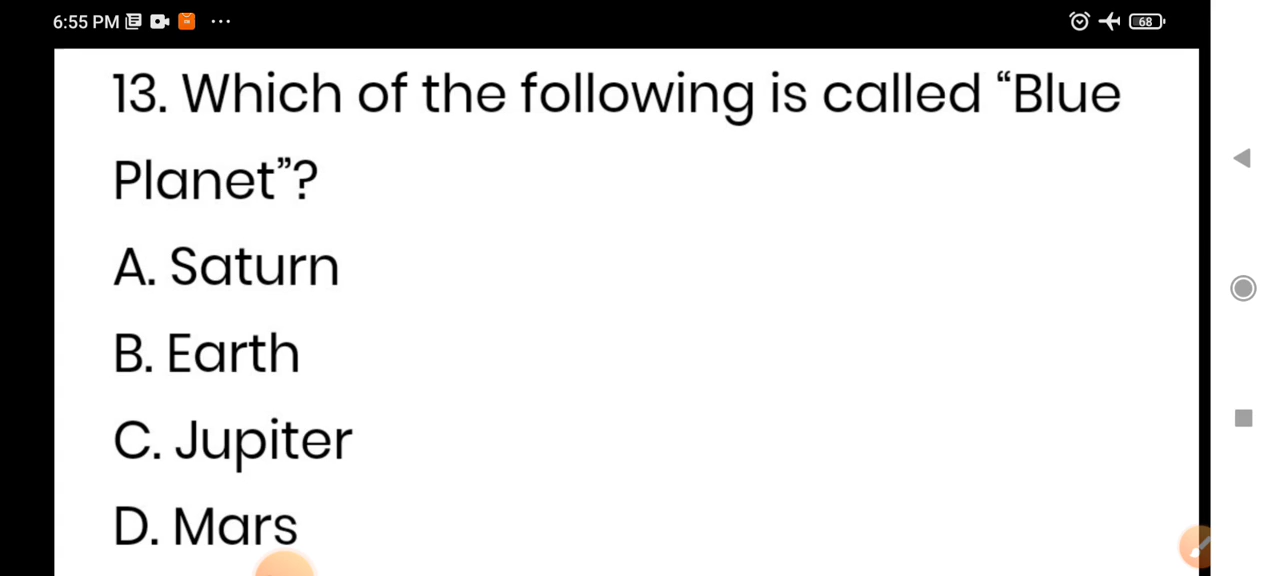 6:55 PM ... 68
13. Which of the following is called “Blue
Planet”?
A. Saturn
B. Earth
C. Jupiter
D. Mars